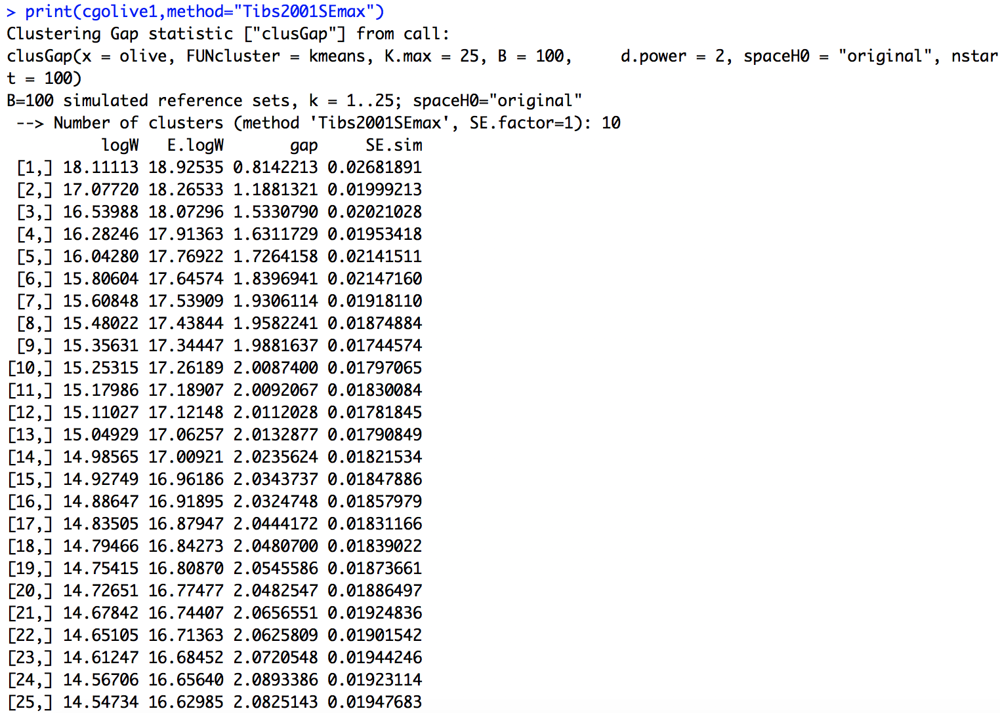 > print(cgolive1,method="Tibs2001SEmax")
Clustering Gap statistic ["clusGap"] from call:
clusGap(x = olive, FUNcluster = kmeans, K.max = 25, B = 100,     d.power = 2, spaceH0 = "original", nstar
t = 100)
B=100 simulated reference sets, k = 1..25; spaceH0="original"
 --> Number of clusters (method 'Tibs2001SEmax', SE.factor=1): 10
          logW   E.logW       gap     SE.sim
 [1,] 18.11113 18.92535 0.8142213 0.02681891
 [2,] 17.07720 18.26533 1.1881321 0.01999213
 [3,] 16.53988 18.07296 1.5330790 0.02021028
 [4,] 16.28246 17.91363 1.6311729 0.01953418
 [5,] 16.04280 17.76922 1.7264158 0.02141511
 [6,] 15.80604 17.64574 1.8396941 0.02147160
 [7,] 15.60848 17.53909 1.9306114 0.01918110
 [8,] 15.48022 17.43844 1.9582241 0.01874884
 [9,] 15.35631 17.34447 1.9881637 0.01744574
[10,] 15.25315 17.26189 2.0087400 0.01797065
[11,] 15.17986 17.18907 2.0092067 0.01830084
[12,] 15.11027 17.12148 2.0112028 0.01781845
[13,] 15.04929 17.06257 2.0132877 0.01790849
[14,] 14.98565 17.00921 2.0235624 0.01821534
[15,] 14.92749 16.96186 2.0343737 0.01847886
[16,] 14.88647 16.91895 2.0324748 0.01857979
[17,] 14.83505 16.87947 2.0444172 0.01831166
[18,] 14.79466 16.84273 2.0480700 0.01839022
[19,] 14.75415 16.80870 2.0545586 0.01873661
[20,] 14.72651 16.77477 2.0482547 0.01886497
[21,] 14.67842 16.74407 2.0656551 0.01924836
[22,] 14.65105 16.71363 2.0625809 0.01901542
[23,] 14.61247 16.68452 2.0720548 0.01944246
[24,] 14.56706 16.65640 2.0893386 0.01923114
[25,] 14.54734 16.62985 2.0825143 0.01947683